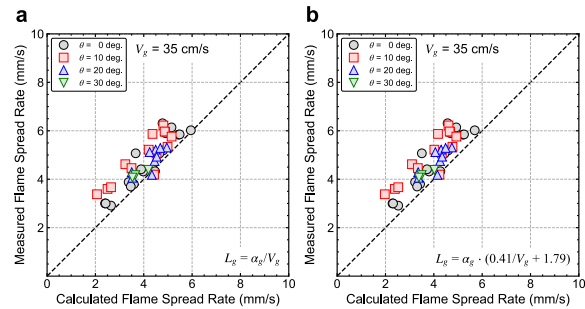 a
V_g = 35 cm/s
θ = 0 deg.
θ = 10 deg.
θ = 20 deg.
θ = 30 deg.
Measured Flame Spread Rate (mm/s)
10
8
6
4
2
L_g = α_g/V_g
0 2 4 6 8 10
Calculated Flame Spread Rate (mm/s)
b
V_g = 35 cm/s
θ = 0 deg.
θ = 10 deg.
θ = 20 deg.
θ = 30 deg.
Measured Flame Spread Rate (mm/s)
10
8
6
4
2
L_g = α_g · (0.41/V_g + 1.79)
0 2 4 6 8 10
Calculated Flame Spread Rate (mm/s)